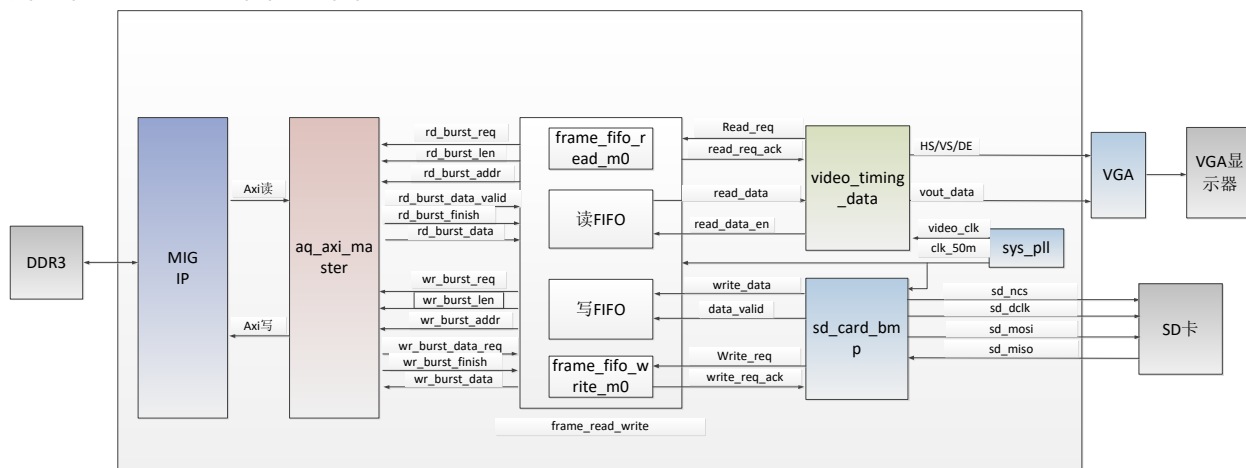 DDR3
MIG
IP
Axi读
Axi写
aq_axi_ma
ster
rd_burst_req
rd_burst_len
rd_burst_addr
rd_burst_data_valid
rd_burst_finish
rd_burst_data
wr_burst_req
wr_burst_len
wr_burst_addr
wr_burst_data_req
wr_burst_finish
wr_burst_data
frame_fifo_r
ead_m0
读FIFO
写FIFO
frame_fifo_w
rite_m0
frame_read_write
Read_req
read_req_ack
read_data
read_data_en
write_data
data_valid
Write_req
write_req_ack
video_timing
_data
HS/VS/DE
vout_data
video_clk
clk_50m
sys_pll
sd_card_bm
p
sd_ncs
sd_dclk
sd_mosi
sd_miso
VGA
VGA显
示器
SD卡